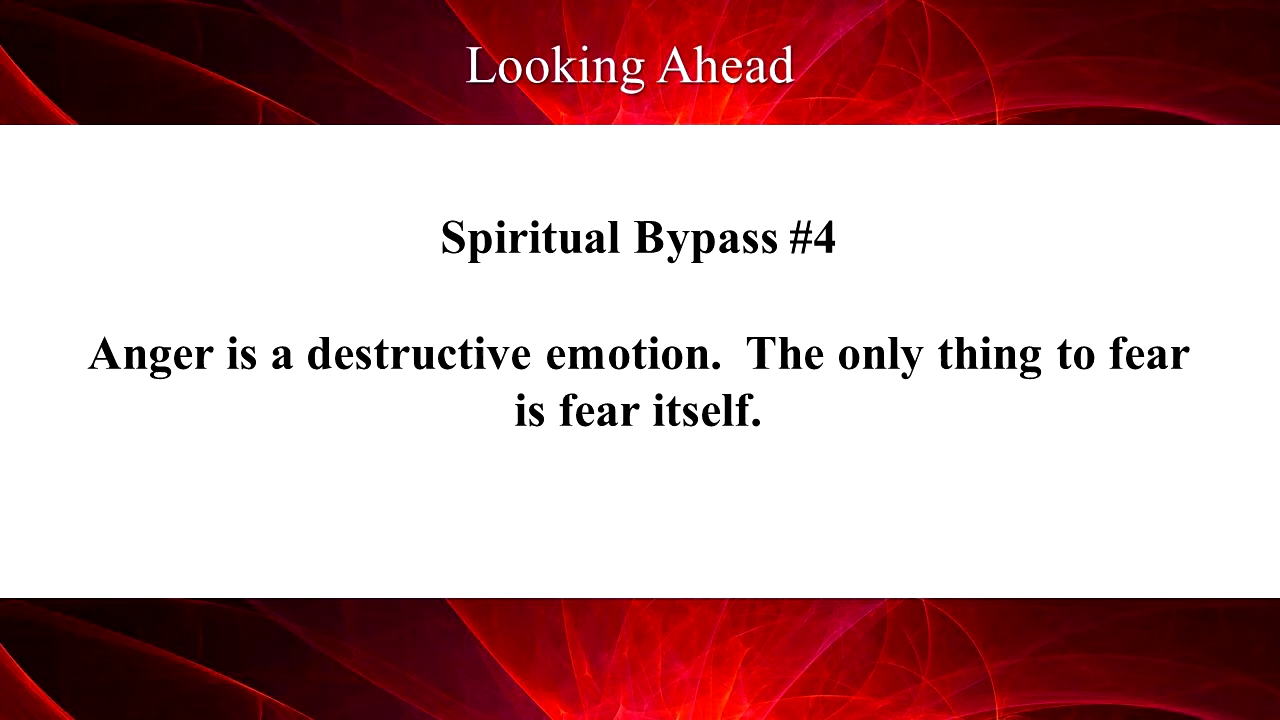 Looking Ahead
Spiritual Bypass #4
Anger is a destructive emotion.  The only thing to fear
is fear itself.